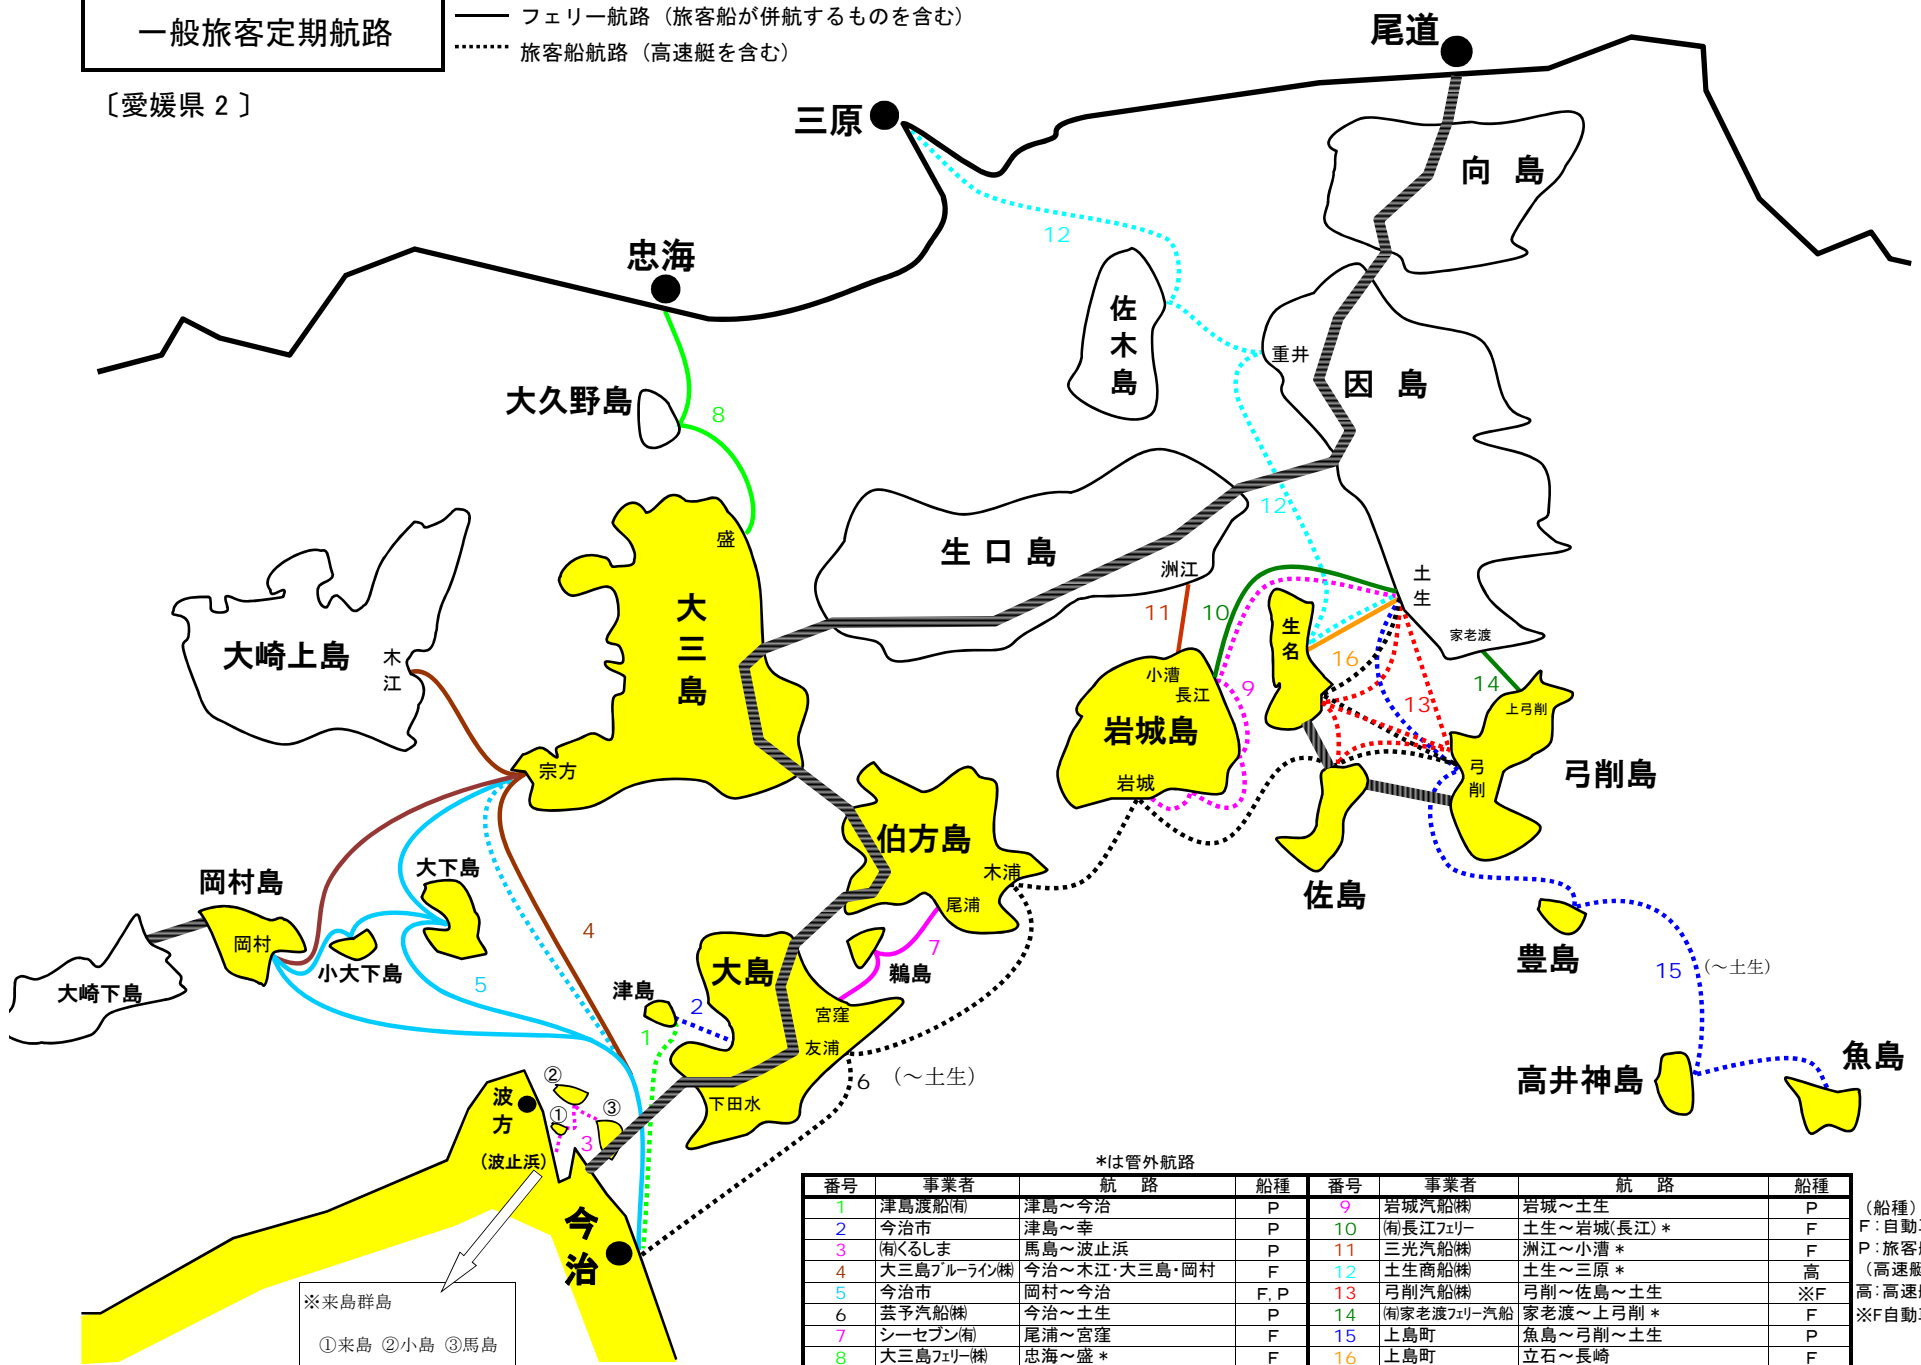 一般旅客定期航路
フェリー航路（旅客船が併航するものを含む）
旅客船航路（高速艇を含む）
〔愛媛県２〕
尾道
三原
向島
12
忠海
佐木島
重井
因島
大久野島
8
12
盛
生口島
洲江
土生
大三島
11
10
生名
家老渡
大崎上島
木江
16
小漕
長江
9
13
14
上弓削
岩城島
宗方
岩城
弓削
弓削島
伯方島
大下島
木浦
岡村島
佐島
尾浦
岡村
4
7
豊島
小大下島
大島
鵜島
15
（～土生）
大崎下島
5
津島
2
宮窪
1
友浦
魚島
高井神島
6
（～土生）
②
波方
①
③
下田水
3
（波止浜）
今治
※来島群島
①来島 ②小島 ③馬島
*は管外航路
番号 事業者 航路 船種 番号 事業者 航路 船種
1 津島渡船㈲ 津島～今治 P 9 岩城汽船㈱ 岩城～土生 P
2 今治市 津島～幸 P 10 ㈲長江フェリー 土生～岩城(長江)* F
3 ㈲くるしま 馬島～波止浜 P 11 三光汽船㈱ 洲江～小漕* F
4 大三島ブルーライン㈱ 今治～木江・大三島・岡村 F 12 土生商船㈱ 土生～三原* 高
5 今治市 岡村～今治 F,P 13 弓削汽船㈱ 弓削～佐島～土生 ※F
6 芸予汽船㈱ 今治～土生 P 14 ㈲家老渡フェリー汽船 家老渡～上弓削* F
7 シーセブン㈲ 尾浦～宮窪 F 15 上島町 魚島～弓削～土生 P
8 大三島フェリー㈱ 忠海～盛* F 16 上島町 立石～長崎 F
（船種）
F：自動
P：旅客
（高速
高：高速
※F自動